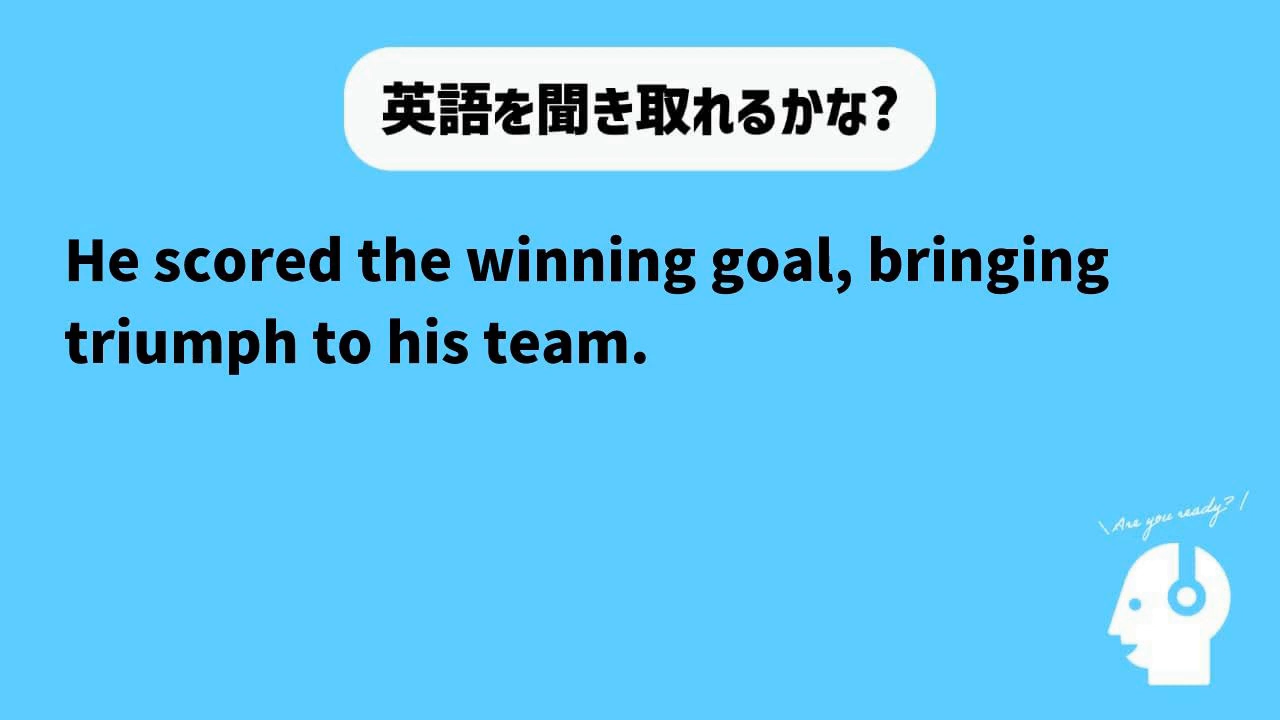 英語を聞き取れるかな?
He scored the winning goal, bringing
triumph to his team.
\ Are you ready? /